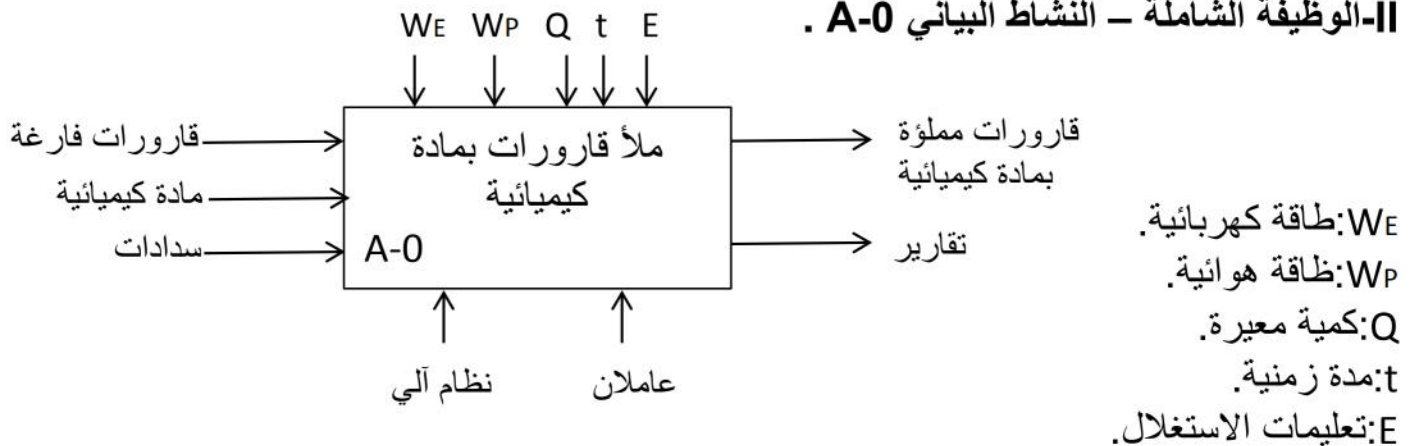 II-الوظيفة الشاملة – النشاط البياني A-0 .
WE WP Q t E
قارورات فارغة
مادة كيميائية
سدادات
ملأ قارورات بمادة
كيميائية
A-0
قارورات مملؤة
بمادة كيميائية
تقارير
نظام آلي
عاملان
WE:طاقة كهربائية.
WP:ظاقة هوائية.
Q:كمية معيرة.
t:مدة زمنية.
E:تعليمات الاستغلال.